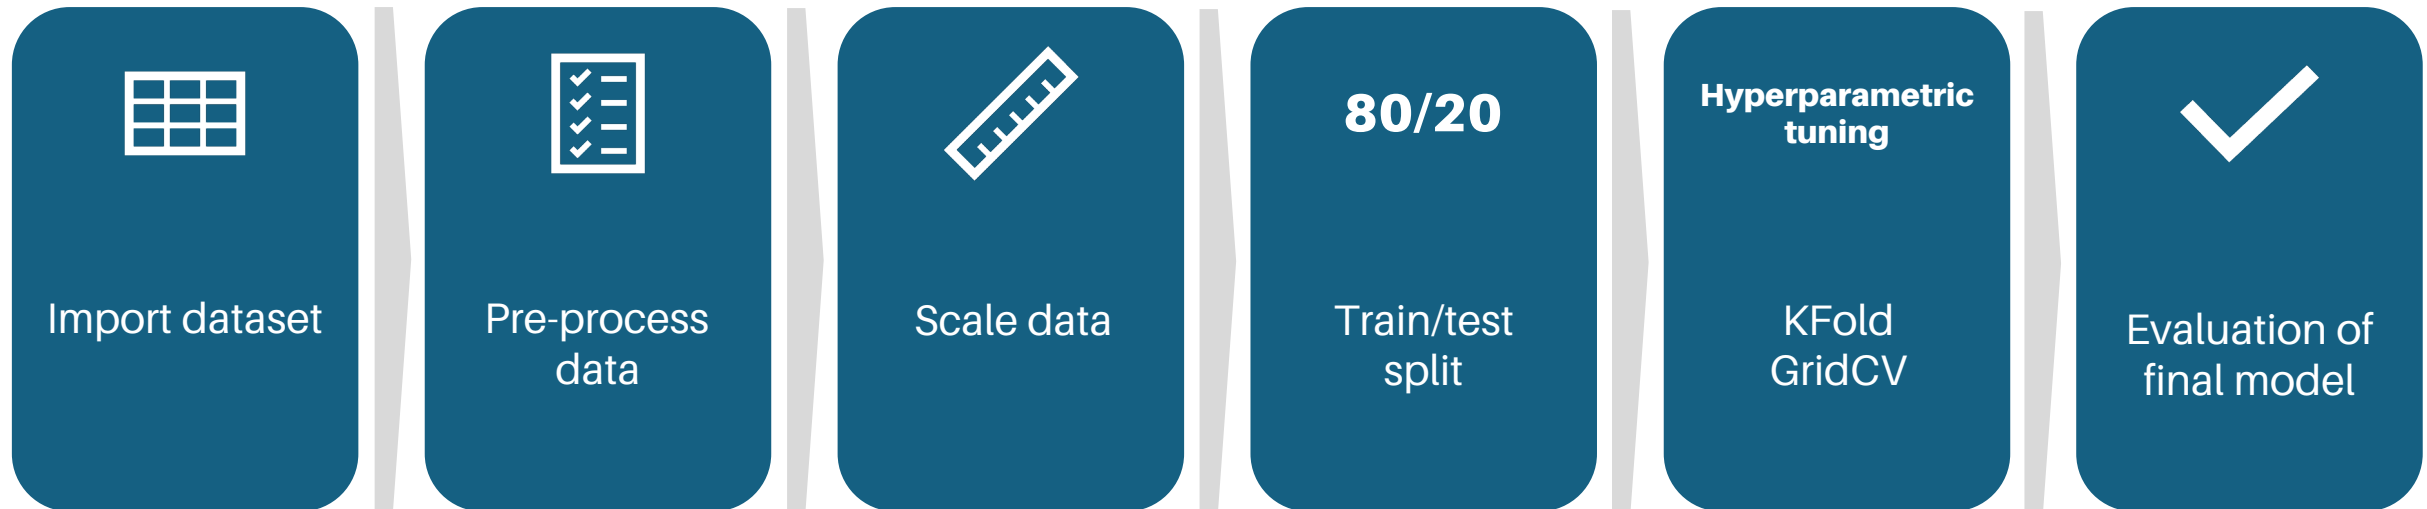 Import dataset
Pre-process
data
Scale data
80/20
Train/test
split
Hyperparametric
tuning
KFold
GridCV
Evaluation of
final model